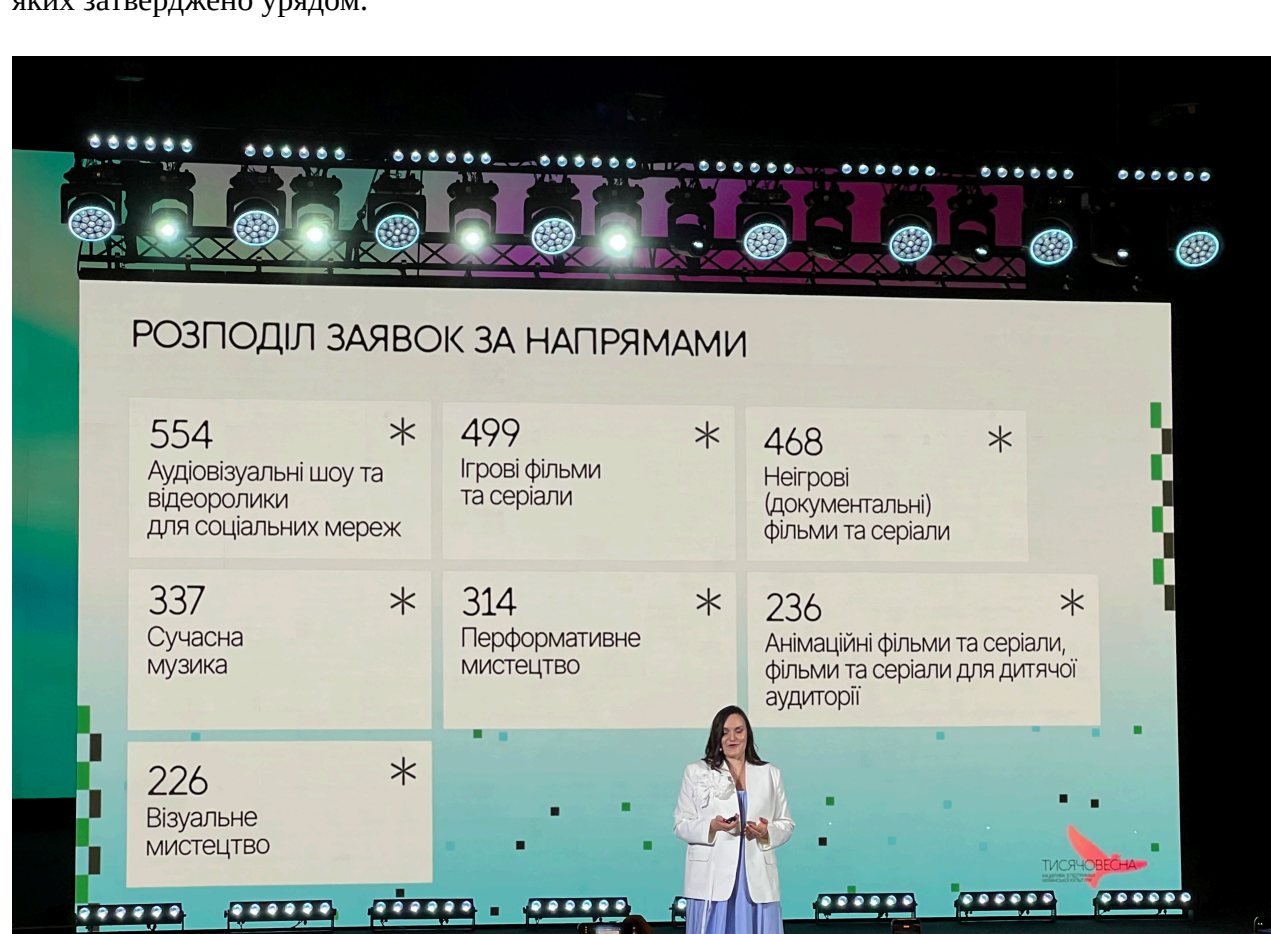 яких затверджено урядом.
РОЗПОДІЛ ЗАЯВОК ЗА НАПРЯМАМИ
554
Аудіовізуальні шоу та
відеоролики
для соціальних мереж
499
Ігрові фільми
та серіали
468
Неігрові
(документальні)
фільми та серіали
337
Сучасна
музика
314
Перформативне
мистецтво
236
Анімаційні фільми та серіали,
фільми та серіали для дитячої
аудиторії
226
Візуальне
мистецтво
ТИСЯЧОВЕСНА